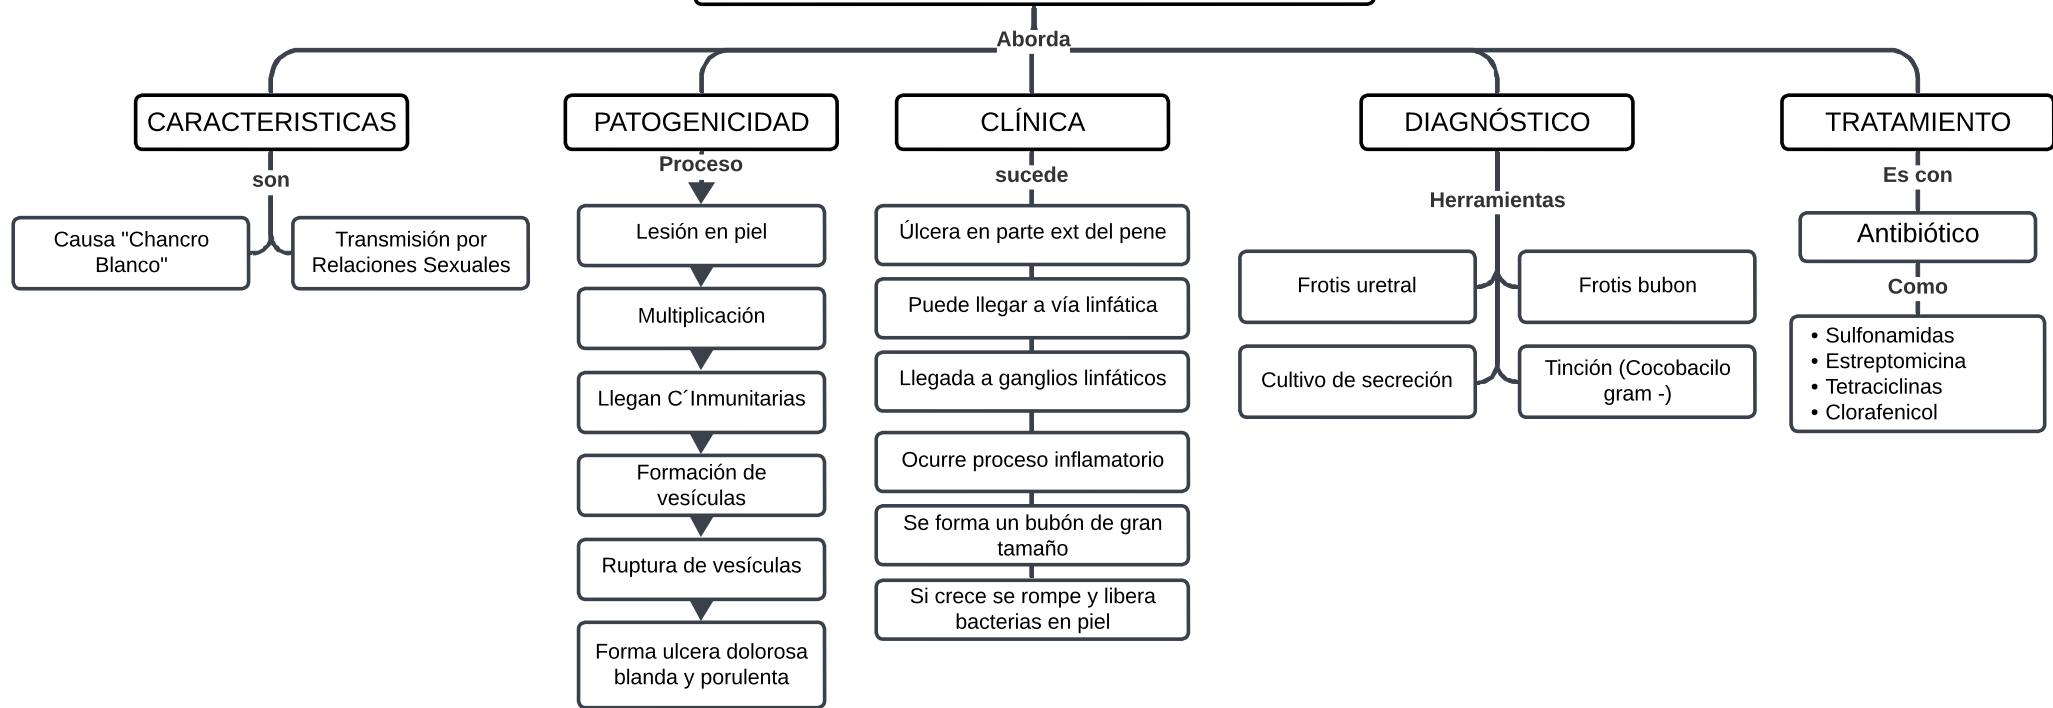 Aborda
CARACTERISTICAS
son
Causa "Chancro
Blanco"
Transmisión por
Relaciones Sexuales
PATOGENICIDAD
Proceso
Lesión en piel
Multiplicación
Llegan C´Inmunitarias
Formación de
vesículas
Ruptura de vesículas
Forma ulcera dolorosa
blanda y porulenta
CLÍNICA
sucede
Úlcera en parte ext del pene
Puede llegar a vía linfática
Llegada a ganglios linfáticos
Ocurre proceso inflamatorio
Se forma un bubón de gran
tamaño
Si crece se rompe y libera
bacterias en piel
DIAGNÓSTICO
Herramientas
Frotis uretral
Frotis bubon
Cultivo de secreción
Tinción (Cocobacilo
gram -)
TRATAMIENTO
Es con
Antibiótico
Como
• Sulfonamidas
• Estreptomicina
• Tetraciclinas
• Clorafenicol